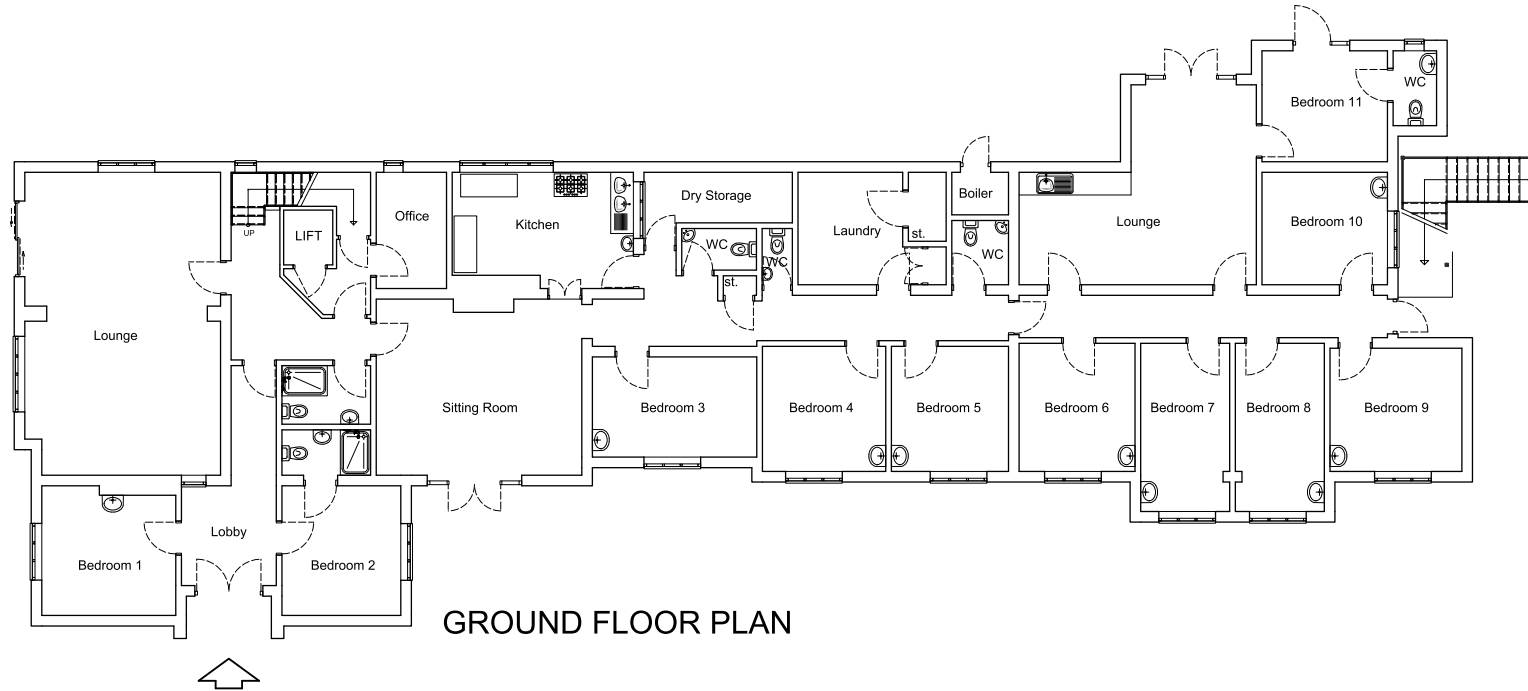 Bedroom 11
WC
Dry Storage
Boiler
Office
Kitchen
Laundry
st.
Lounge
Bedroom 10
UP
LIFT
WC
WC
WC
st.
Lounge
Sitting Room
Bedroom 3
Bedroom 4
Bedroom 5
Bedroom 6
Bedroom 7
Bedroom 8
Bedroom 9
Lobby
Bedroom 1
Bedroom 2
GROUND FLOOR PLAN